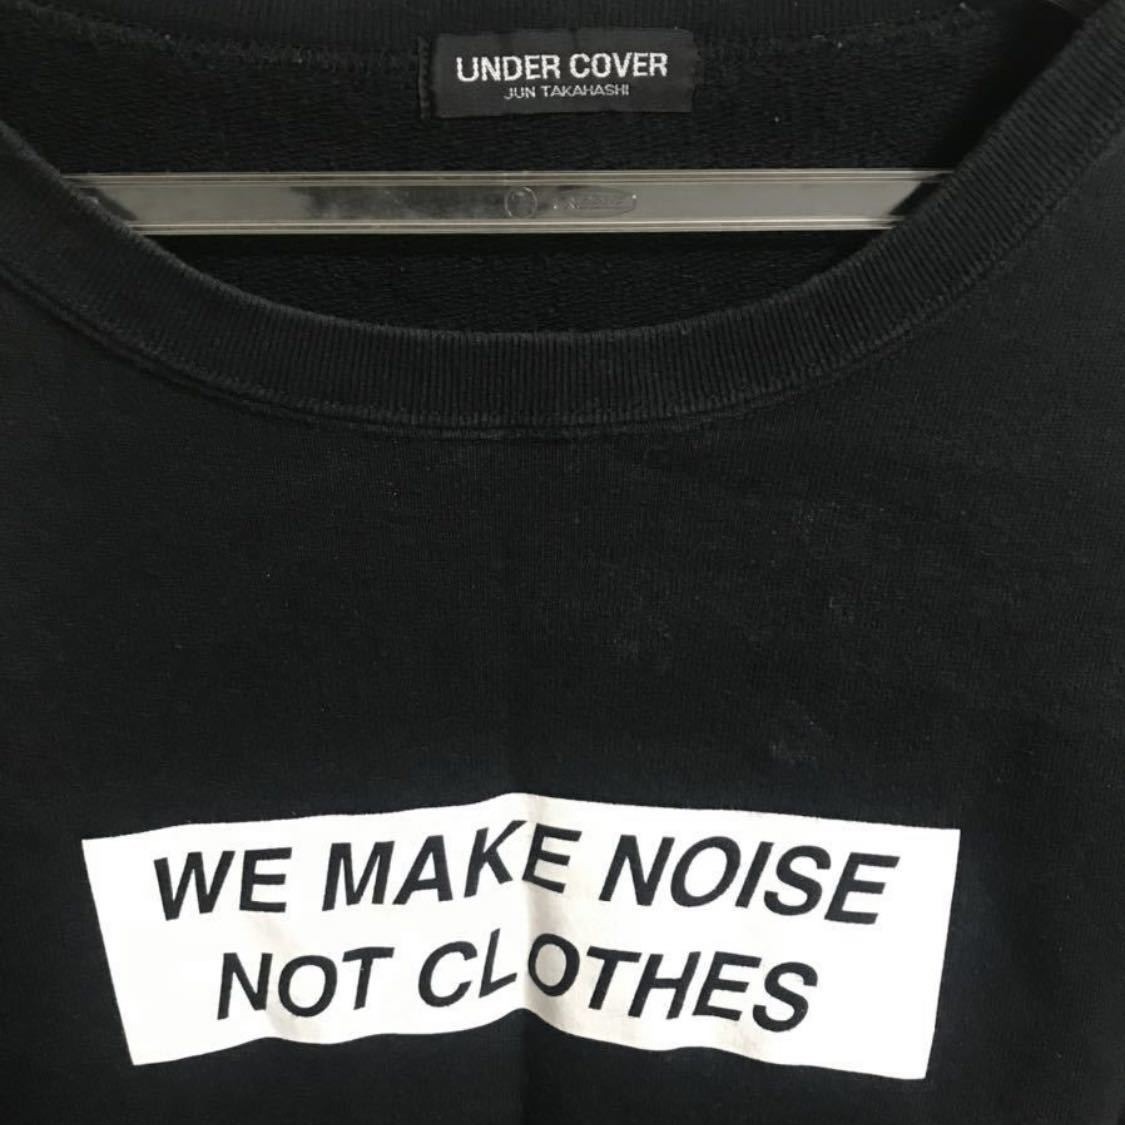 UNDER COVER
JUN TAKAHASHI
WE MAKE NOISE
NOT CLOTHES